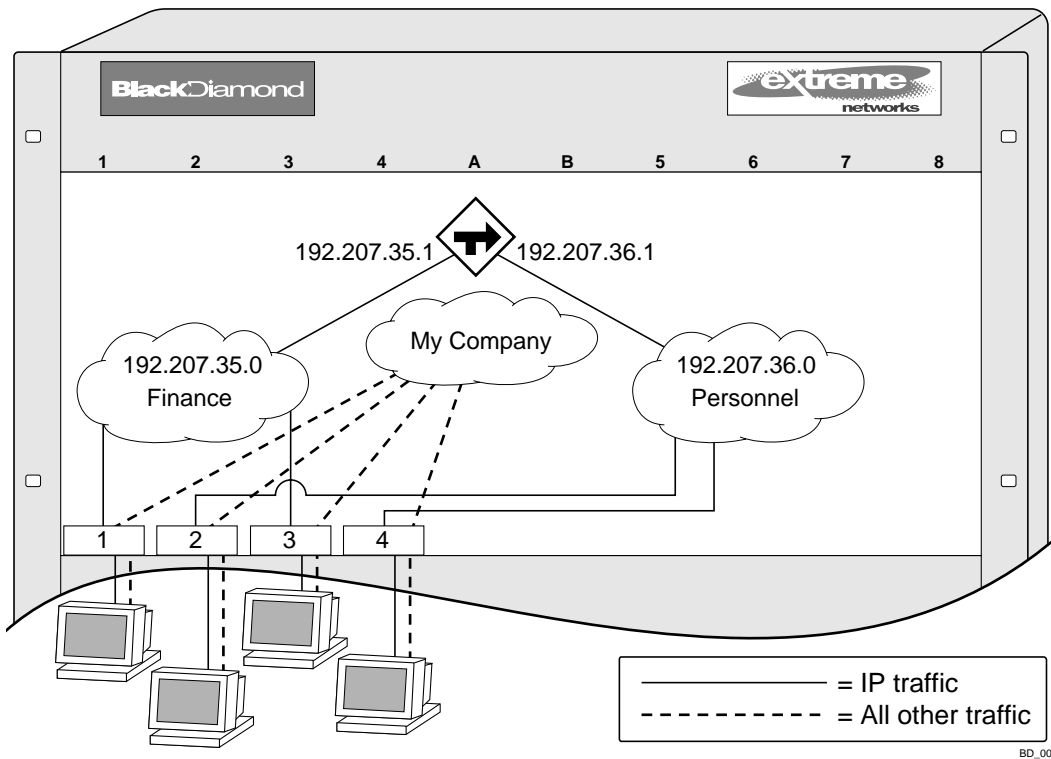 BlackDiamond
extreme
networks
1 2 3 4 A B 5 6 7 8
192.207.35.1
192.207.36.1
My Company
192.207.35.0
Finance
192.207.36.0
Personnel
1 2 3 4
= IP traffic
= All other traffic
BD_00